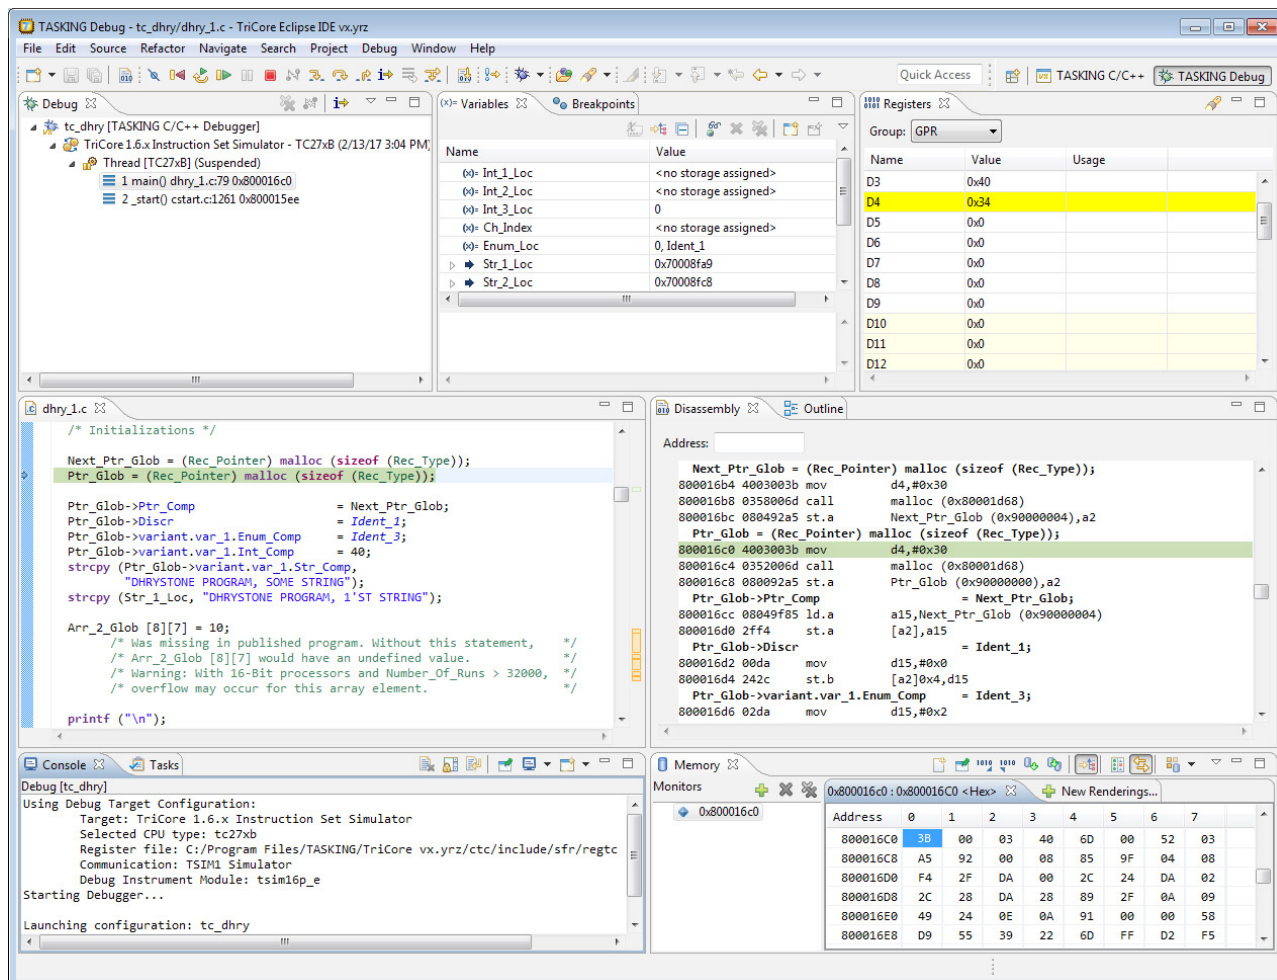 TASKING Debug - tc_dhry/dhry_1.c - TriCore Eclipse IDE vx.yrz
File Edit Source Refactor Navigate Search Project Debug Window Help
Quick Access TASKING C/C++ TASKING Debug
Debug
tc_dhry [TASKING C/C++ Debugger]
TriCore 1.6.x Instruction Set Simulator - TC27xB (2/13/17 3:04 PM)
Thread [TC27xB] (Suspended)
1 main() dhry_1.c:79 0x800016c0
2 _start() cstart.c:1261 0x800015ee
(x)= Variables Breakpoints
Name Value
(x)= Int_1_Loc <no storage assigned>
(x)= Int_2_Loc <no storage assigned>
(x)= Int_3_Loc 0
(x)= Ch_Index <no storage assigned>
(x)= Enum_Loc 0, Ident_1
Str_1_Loc 0x70008fa9
Str_2_Loc 0x70008fc8
Registers
Group: GPR
Name Value Usage
D3 0x40
D4 0x34
D5 0x0
D6 0x0
D7 0x0
D8 0x0
D9 0x0
D10 0x0
D11 0x0
D12 0x0
dhry_1.c
/* Initializations */
Next_Ptr_Glob = (Rec_Pointer) malloc (sizeof (Rec_Type));
Ptr_Glob = (Rec_Pointer) malloc (sizeof (Rec_Type));
Ptr_Glob->Ptr_Comp = Next_Ptr_Glob;
Ptr_Glob->Discr = Ident_1;
Ptr_Glob->variant.var_1.Enum_Comp = Ident_3;
Ptr_Glob->variant.var_1.Int_Comp = 40;
strcpy (Ptr_Glob->variant.var_1.Str_Comp,
"DHRYSTONE PROGRAM, SOME STRING");
strcpy (Str_1_Loc, "DHRYSTONE PROGRAM, 1'ST STRING");
Arr_2_Glob [8][7] = 10;
/* Was missing in published program. Without this statement, */
/* Arr_2_Glob [8][7] would have an undefined value. */
/* Warning: With 16-Bit processors and Number_Of_Runs > 32000, */
/* overflow may occur for this array element. */
printf ("\n");
Disassembly Outline
Address:
Next_Ptr_Glob = (Rec_Pointer) malloc (sizeof (Rec_Type));
800016b4 4003003b mov d4,#0x30
800016b8 0358006d call malloc (0x80001d68)
800016bc 080492a5 st.a Next_Ptr_Glob (0x90000004),a2
Ptr_Glob = (Rec_Pointer) malloc (sizeof (Rec_Type));
800016c0 4003003b mov d4,#0x30
800016c4 0352006d call malloc (0x80001d68)
800016c8 080092a5 st.a Ptr_Glob (0x90000000),a2
Ptr_Glob->Ptr_Comp = Next_Ptr_Glob;
800016cc 08049f85 ld.a a15,Next_Ptr_Glob (0x90000004)
800016d0 2ff4 st.a [a2],a15
Ptr_Glob->Discr = Ident_1;
800016d2 00da mov d15,#0x0
800016d4 242c st.b [a2]0x4,d15
Ptr_Glob->variant.var_1.Enum_Comp = Ident_3;
800016d6 02da mov d15,#0x2
Console Tasks
Debug [tc_dhry]
Using Debug Target Configuration:
Target: TriCore 1.6.x Instruction Set Simulator
Selected CPU type: tc27xb
Register file: C:/Program Files/TASKING/TriCore vx.yrz/ctc/include/sfr/regtc
Communication: TSIM1 Simulator
Debug Instrument Module: tsim16p_e
Starting Debugger...
Launching configuration: tc_dhry
Memory
Monitors
0x800016c0
0x800016c0 : 0x800016C0 <Hex> New Renderings...
Address 0 1 2 3 4 5 6 7
800016C0 3B 00 03 40 6D 00 52 03
800016C8 A5 92 00 08 85 9F 04 08
800016D0 F4 2F DA 00 2C 24 DA 02
800016D8 2C 28 DA 28 89 2F 0A 09
800016E0 49 24 0E 0A 91 00 00 58
800016E8 D9 55 39 22 6D FF D2 F5